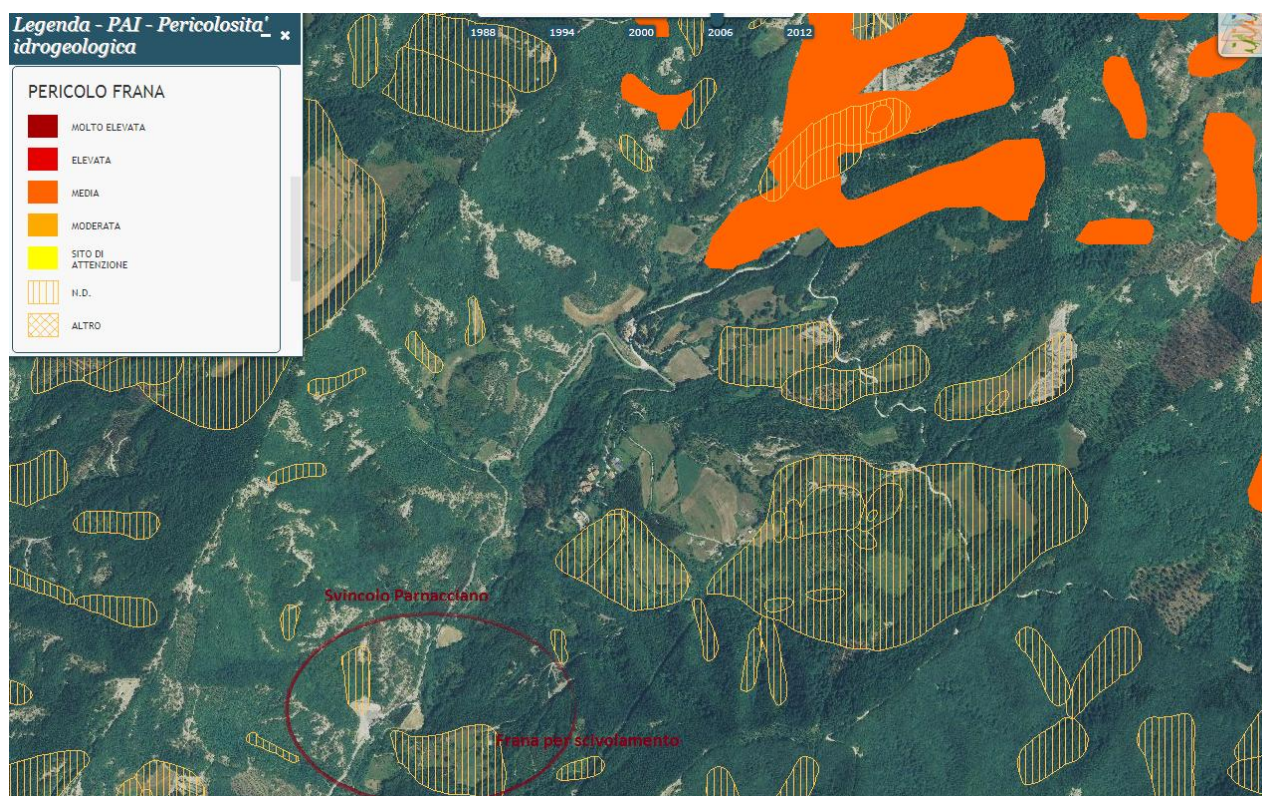 Legenda - PAI - Pericolosita'
idrogeologica
PERICOLO FRANA
MOLTO ELEVATA
ELEVATA
MEDIA
MODERATA
SITO DI
ATTENZIONE
N.D.
ALTRO
1988 1994 2000 2006 2012
Svincolo Parnacciano
Frana per scivolamento